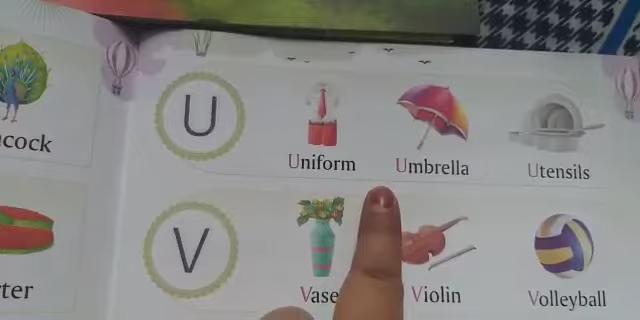 U
Uniform Umbrella Utensils
cock
V
Vase Violin Volleyball
ter